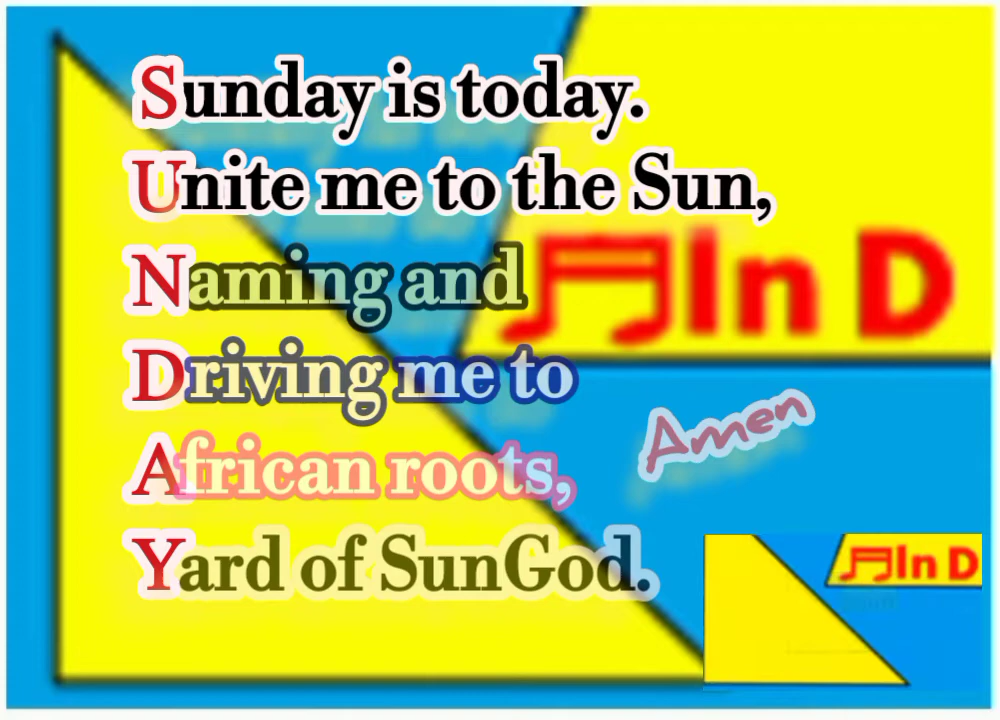 Sunday is today.
Unite me to the Sun,
Naming and
Driving me to
African roots,
Yard of SunGod.
In D
Amen
In D